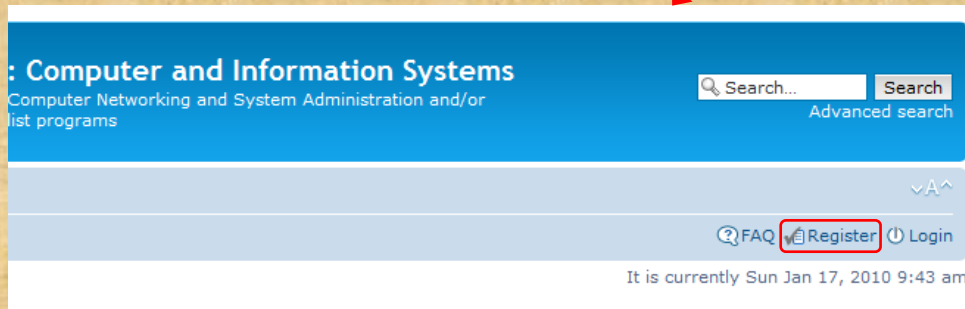 : Computer and Information Systems
Computer Networking and System Administration and/or
list programs
Search... Search
Advanced search
A
FAQ Register Login
It is currently Sun Jan 17, 2010 9:43 am